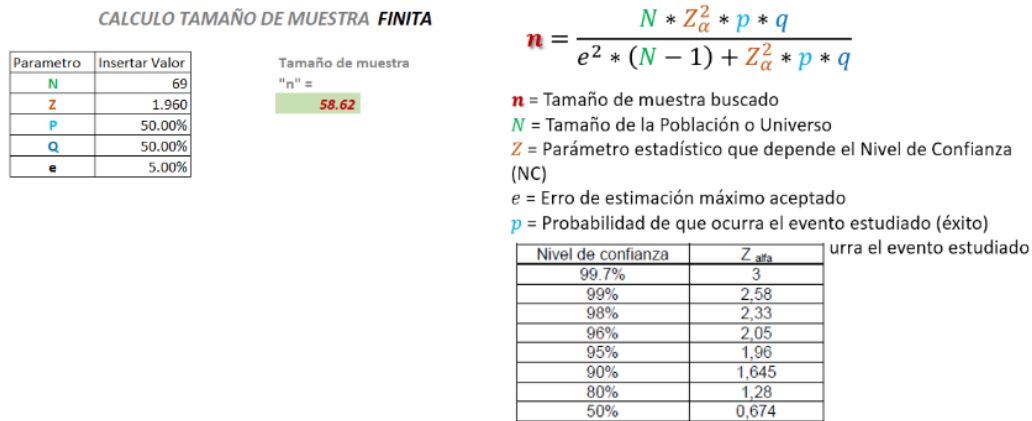 CALCULO TAMAÑO DE MUESTRA FINITA
Parametro Insertar Valor
N 69
Z 1.960
P 50.00%
Q 50.00%
e 5.00%
Tamaño de muestra
"n" =
58.62
n = N * Z²α * p * q / e² * (N − 1) + Z²α * p * q
n = Tamaño de muestra buscado
N = Tamaño de la Población o Universo
Z = Parámetro estadístico que depende el Nivel de Confianza
(NC)
e = Erro de estimación máximo aceptado
p = Probabilidad de que ocurra el evento estudiado (éxito)
urra el evento estudiado
Nivel de confianza Z alfa
99.7% 3
99% 2,58
98% 2,33
96% 2,05
95% 1,96
90% 1,645
80% 1,28
50% 0,674